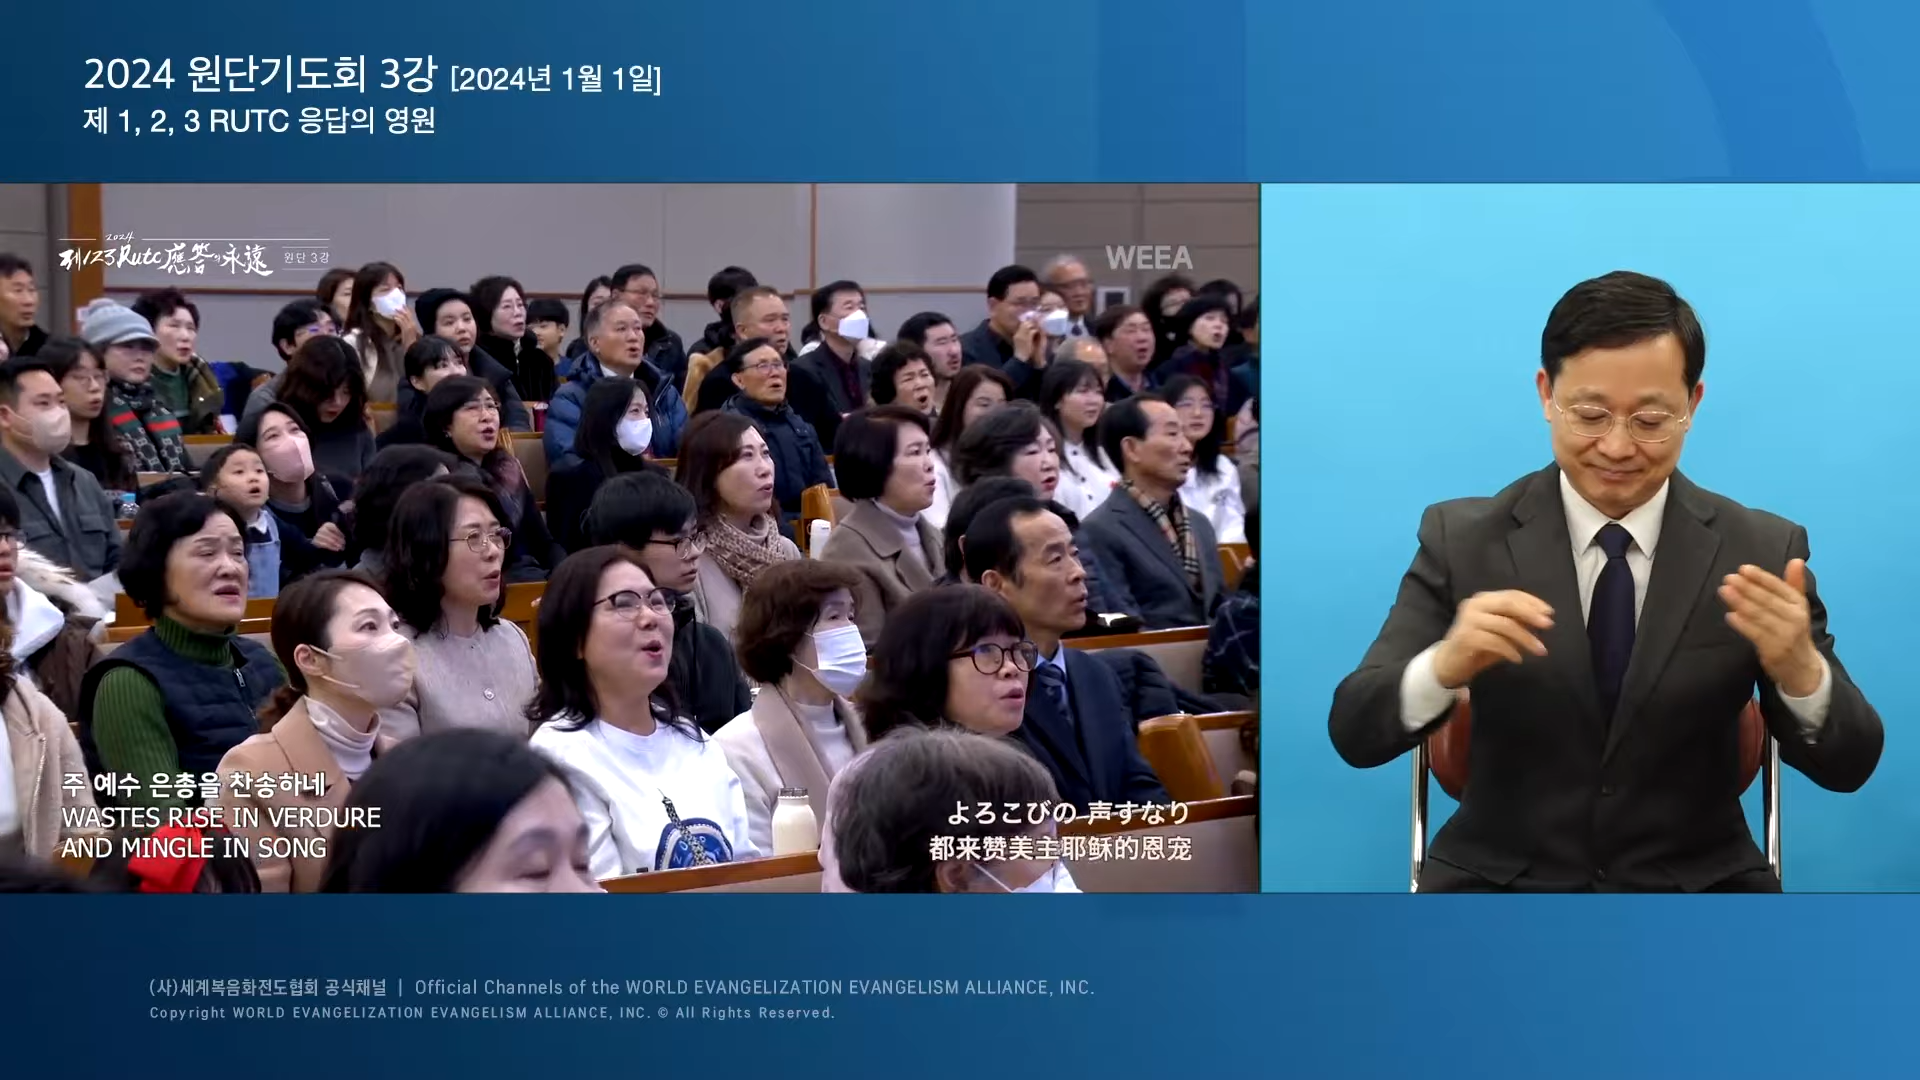 2024 원단기도회 3강 [2024년 1월 1일]
제 1, 2, 3 RUTC 응답의 영원
2024
제123 Rutc 應答의 永遠 원단 3강
WEEA
주 예수 은총을 찬송하네
WASTES RISE IN VERDURE
AND MINGLE IN SONG
よろこびの 声すなり
都来赞美主耶稣的恩宠
(사)세계복음화전도협회 공식채널 | Official Channels of the WORLD EVANGELIZATION EVANGELISM ALLIANCE, INC.
Copyright WORLD EVANGELIZATION EVANGELISM ALLIANCE, INC. © All Rights Reserved.